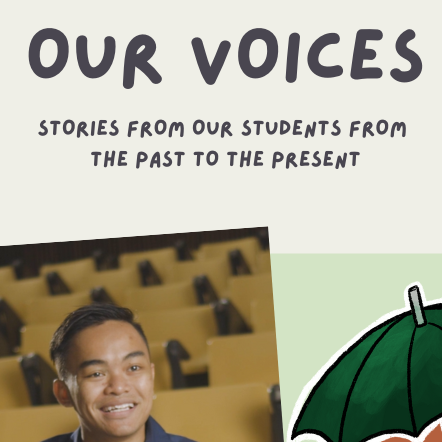 OUR VOICES
STORIES FROM OUR STUDENTS FROM
THE PAST TO THE PRESENT